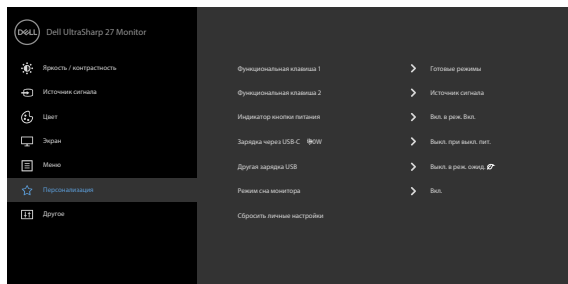 DELL Dell UltraSharp 27 Monitor
Яркость / контрастность
Источник сигнала
Цвет
Экран
Меню
Персонализация
Другое
Функциональная клавиша 1 Готовые режимы
Функциональная клавиша 2 Источник сигнала
Индикатор кнопки питания Вкл. в реж. Вкл.
Зарядка через USB-C 90W Выкл. при выкл. пит.
Другая зарядка USB Выкл. в реж. ожид.
Режим сна монитора Вкл.
Сбросить личные настройки